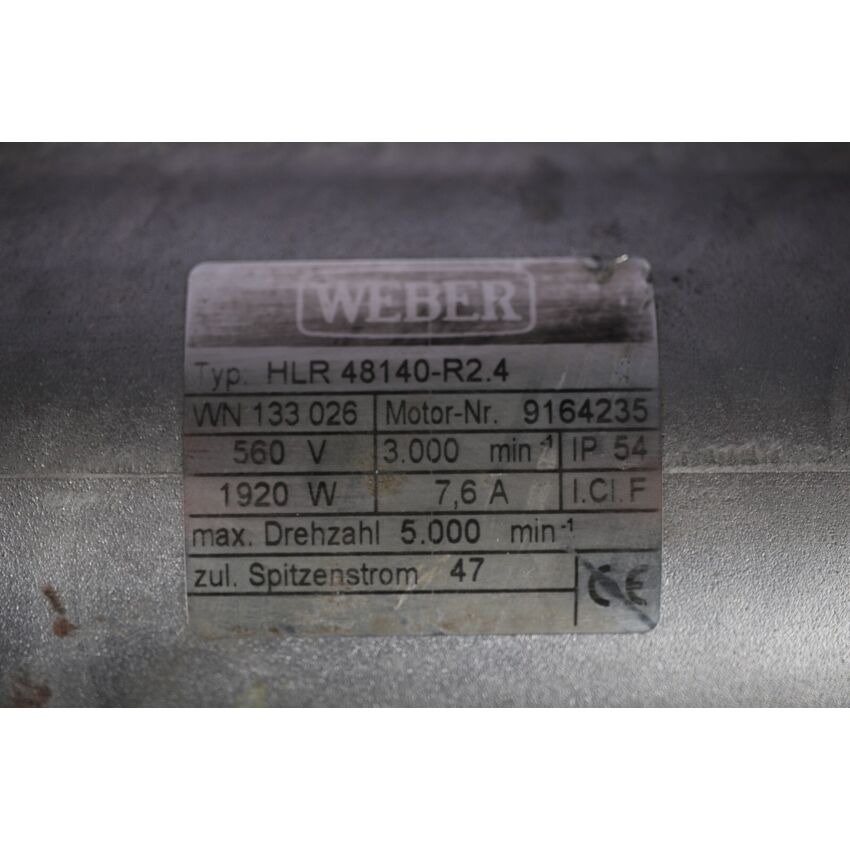 WEBER
Typ. HLR 48140-R2.4
WN 133 026 Motor-Nr. 9164235
560 V 3.000 min⁻¹ IP 54
1920 W 7,6 A I.Cl. F
max. Drehzahl 5.000 min⁻¹
zul. Spitzenstrom 47
CE